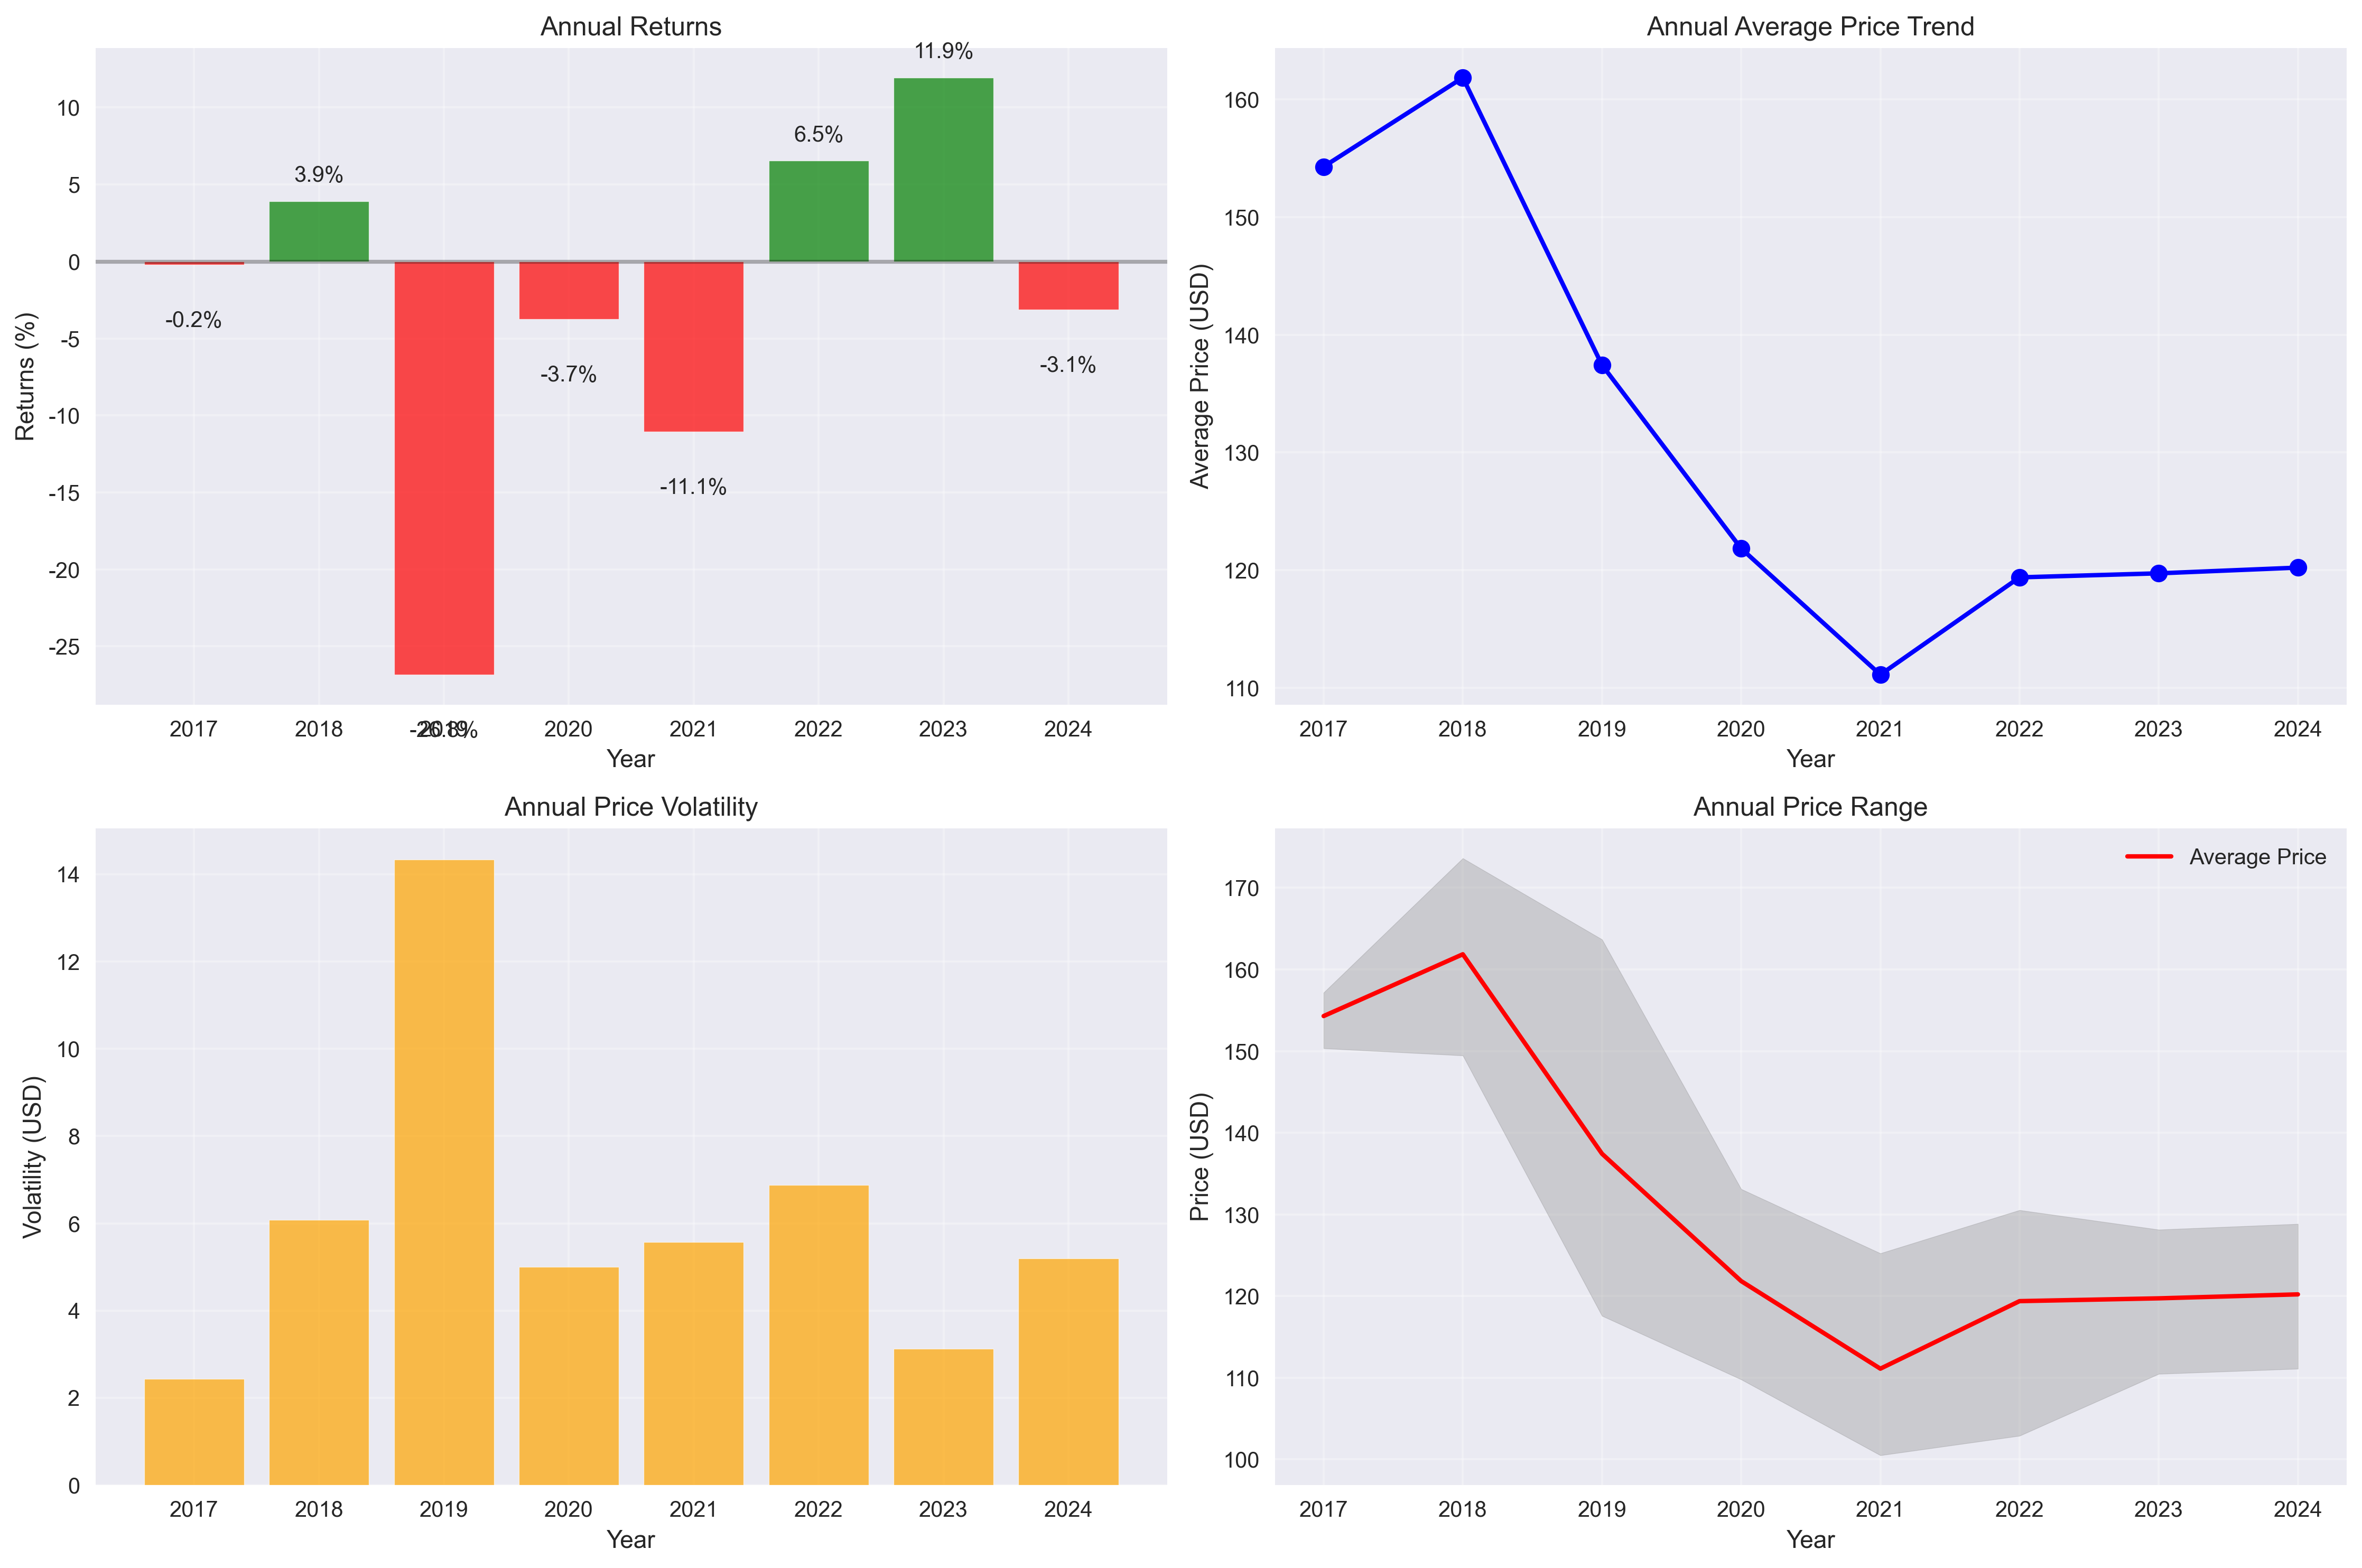 Annual Returns
11.9%
10
6.5%
5
3.9%
0
-0.2%
-5
-3.7%
-3.1%
-10
-11.1%
-15
-20
-25
Returns (%)
-26.8%
2017 2018 2019 2020 2021 2022 2023 2024
Year
Annual Average Price Trend
160
150
140
130
120
110
Average Price (USD)
2017 2018 2019 2020 2021 2022 2023 2024
Year
Annual Price Volatility
14
12
10
8
6
4
2
0
Volatility (USD)
2017 2018 2019 2020 2021 2022 2023 2024
Year
Annual Price Range
Average Price
170
160
150
140
130
120
110
100
Price (USD)
2017 2018 2019 2020 2021 2022 2023 2024
Year